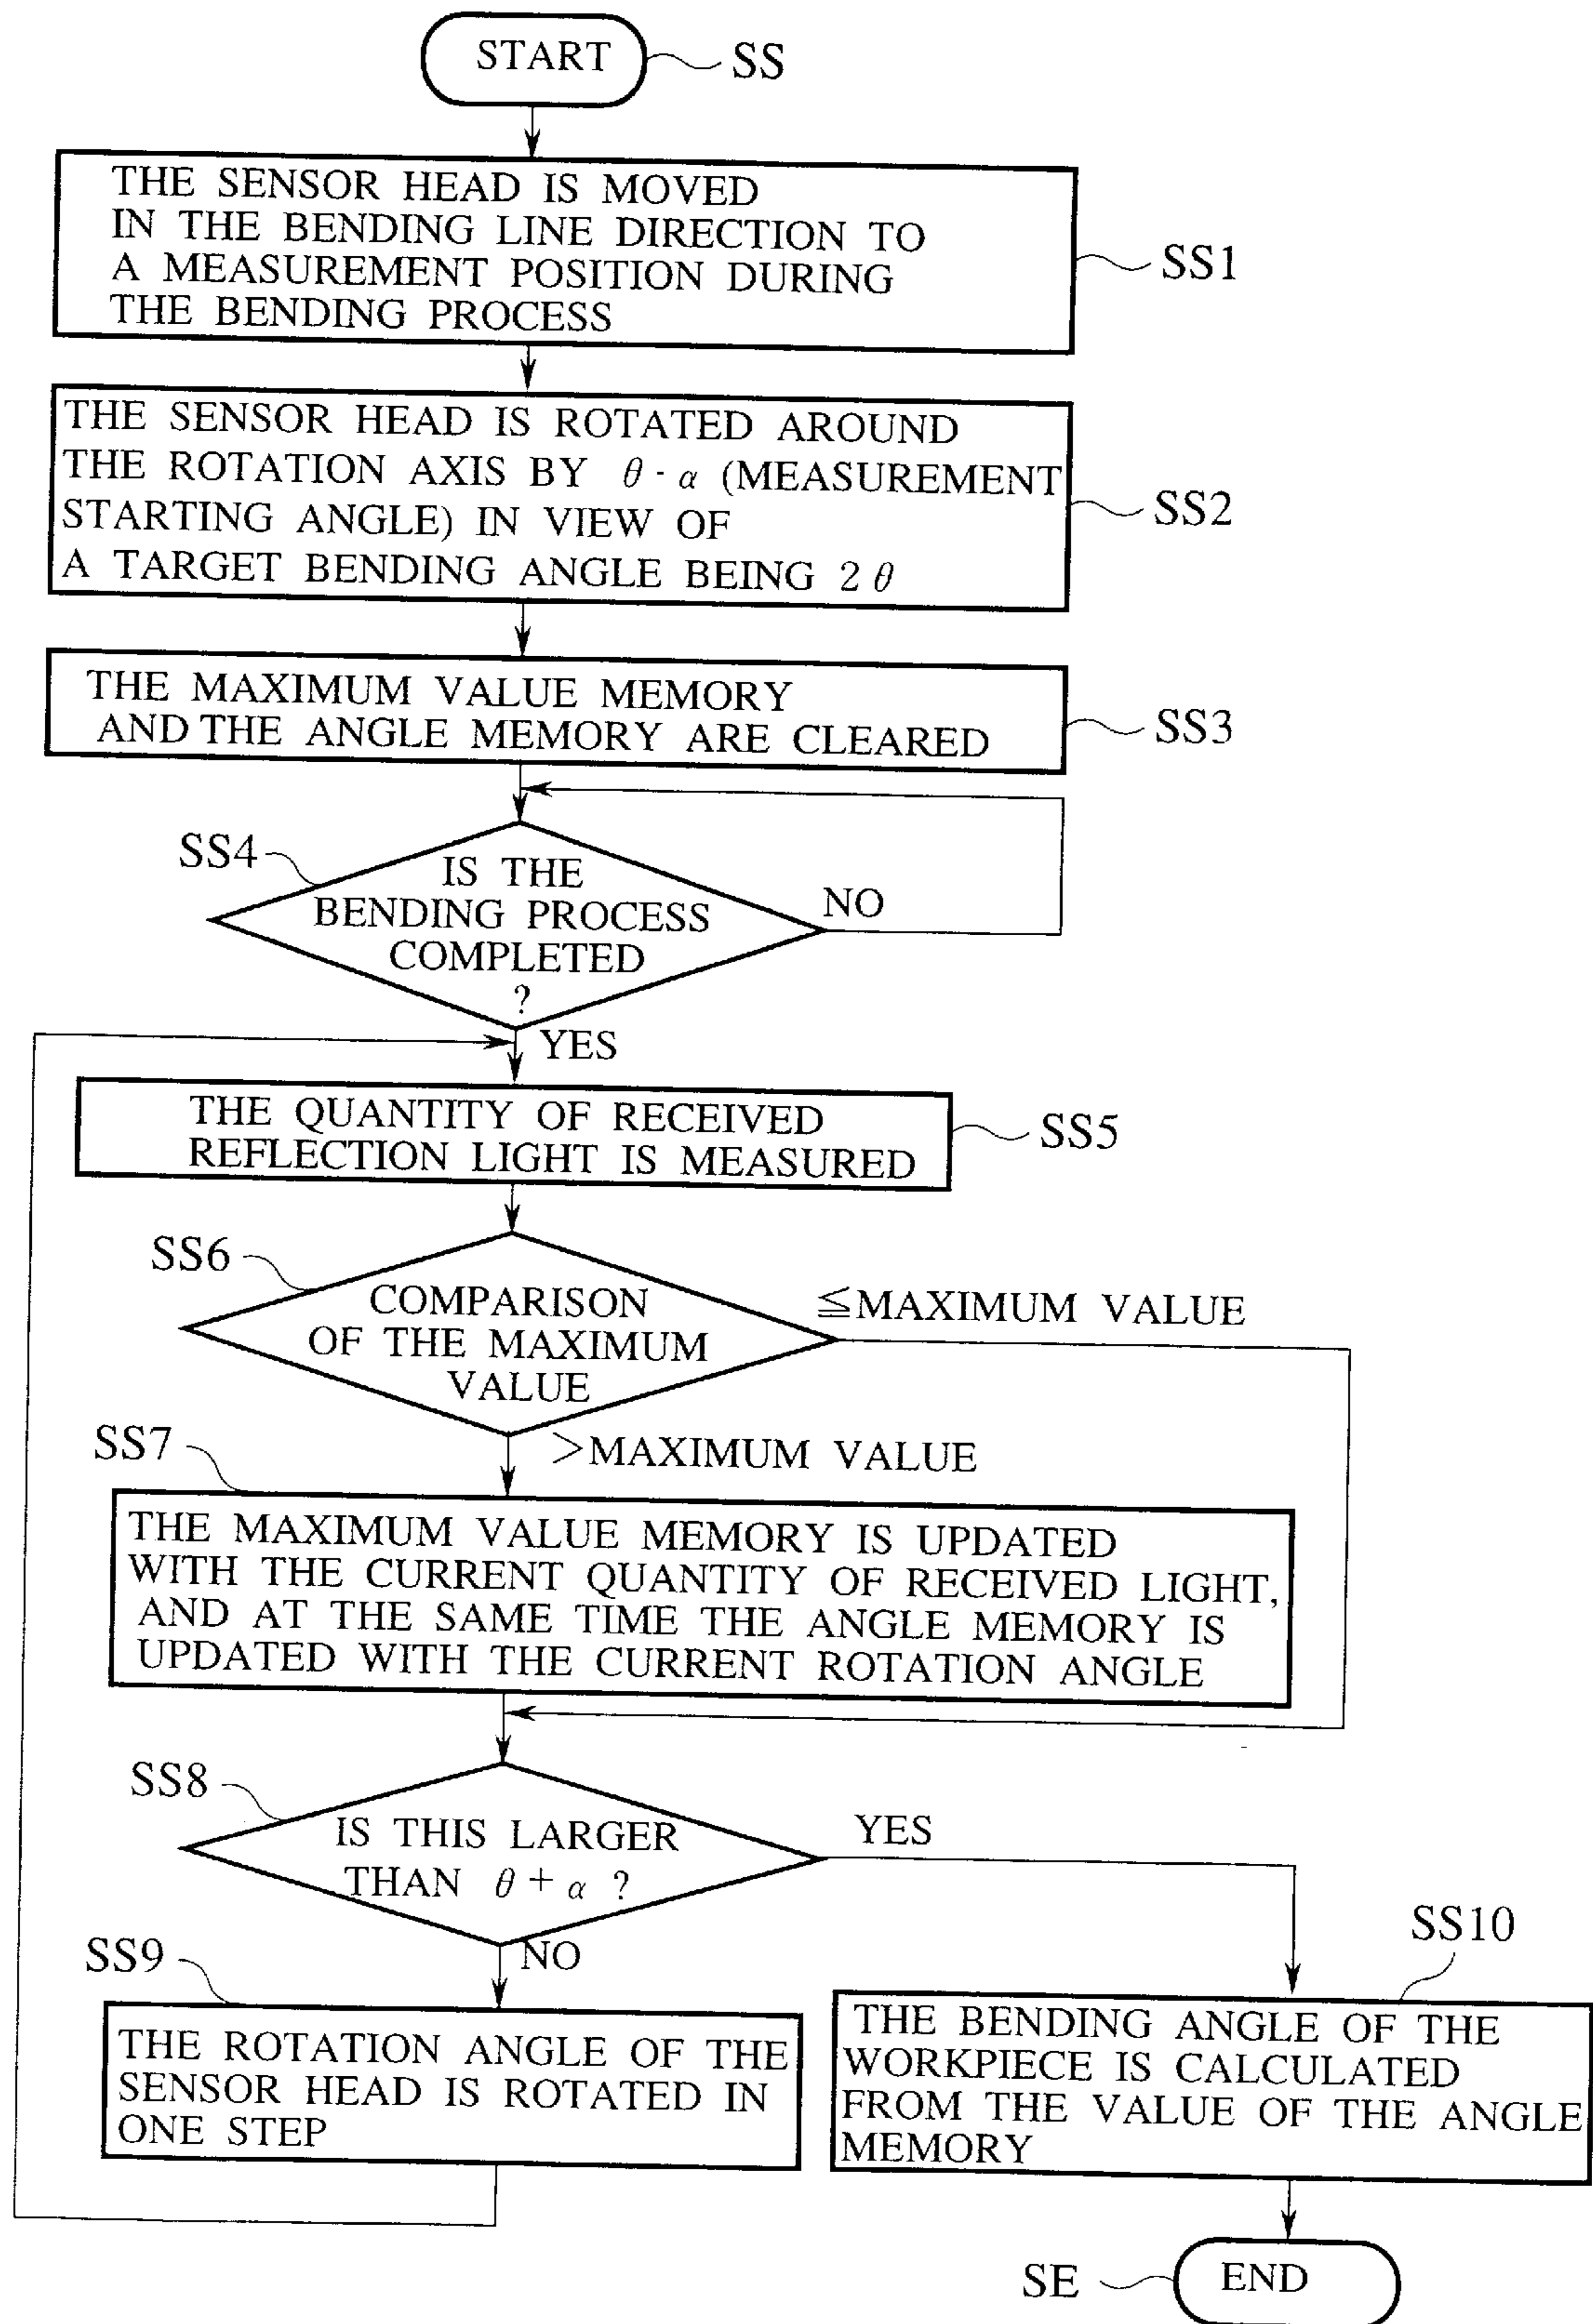 START
SS
THE SENSOR HEAD IS MOVED
IN THE BENDING LINE DIRECTION TO
A MEASUREMENT POSITION DURING
THE BENDING PROCESS
SS1
THE SENSOR HEAD IS ROTATED AROUND
THE ROTATION AXIS BY θ - α (MEASUREMENT
STARTING ANGLE) IN VIEW OF
A TARGET BENDING ANGLE BEING 2 θ
SS2
THE MAXIMUM VALUE MEMORY
AND THE ANGLE MEMORY ARE CLEARED
SS3
SS4
IS THE
BENDING PROCESS
COMPLETED
?
NO
YES
THE QUANTITY OF RECEIVED
REFLECTION LIGHT IS MEASURED
SS5
SS6
COMPARISON
OF THE MAXIMUM
VALUE
≦MAXIMUM VALUE
>MAXIMUM VALUE
SS7
THE MAXIMUM VALUE MEMORY IS UPDATED
WITH THE CURRENT QUANTITY OF RECEIVED LIGHT,
AND AT THE SAME TIME THE ANGLE MEMORY IS
UPDATED WITH THE CURRENT ROTATION ANGLE
SS8
IS THIS LARGER
THAN θ + α ?
YES
NO
SS9
THE ROTATION ANGLE OF THE
SENSOR HEAD IS ROTATED IN
ONE STEP
SS10
THE BENDING ANGLE OF THE
WORKPIECE IS CALCULATED
FROM THE VALUE OF THE ANGLE
MEMORY
SE
END